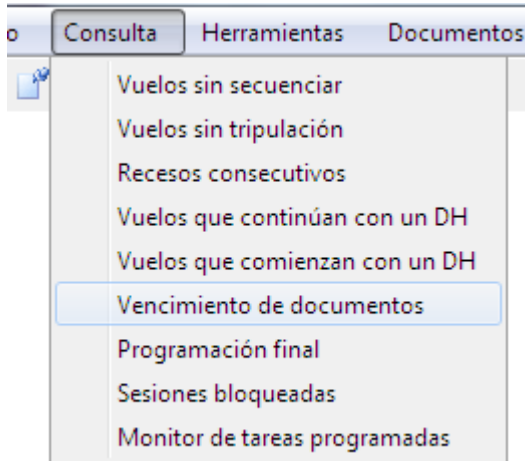 o Consulta Herramientas Documentos
Vuelos sin secuenciar
Vuelos sin tripulación
Recesos consecutivos
Vuelos que continúan con un DH
Vuelos que comienzan con un DH
Vencimiento de documentos
Programación final
Sesiones bloqueadas
Monitor de tareas programadas